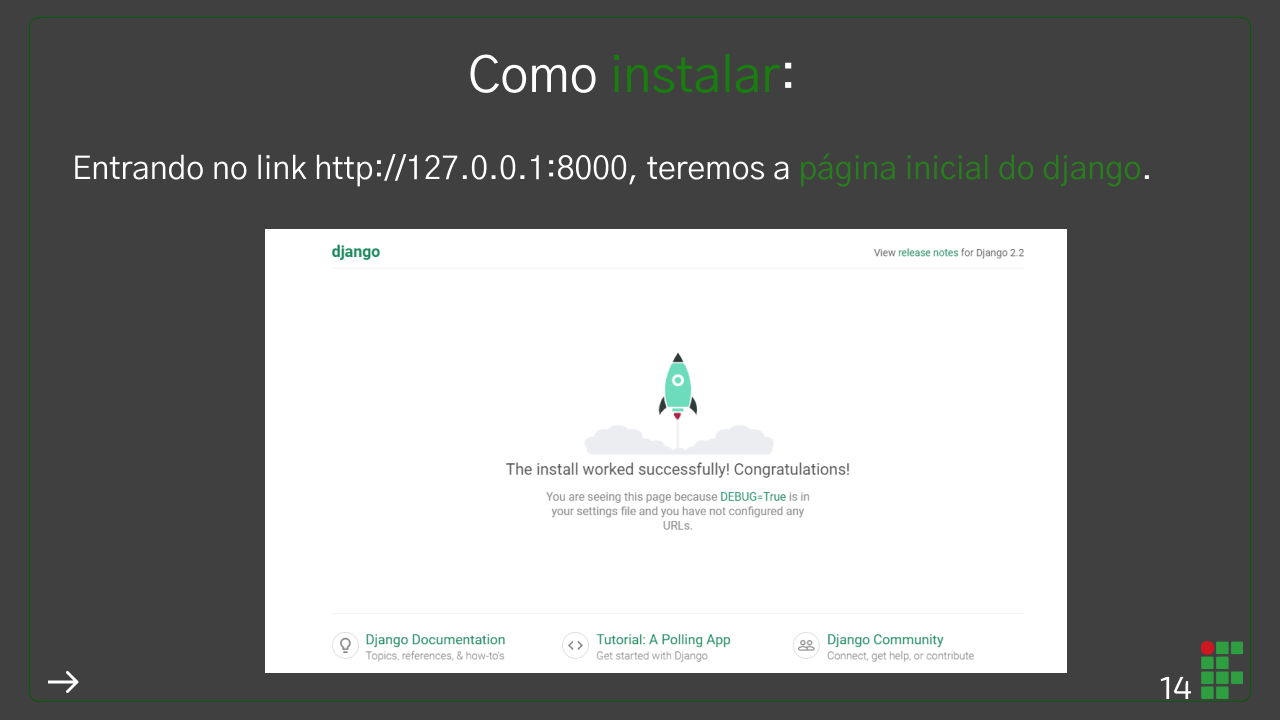 Como instalar:
Entrando no link http://127.0.0.1:8000, teremos a página inicial do django.
django
View release notes for Django 2.2
The install worked successfully! Congratulations!
You are seeing this page because DEBUG=True is in
your settings file and you have not configured any
URLs.
Django Documentation
Topics, references, & how-to's
Tutorial: A Polling App
Get started with Django
Django Community
Connect, get help, or contribute
14